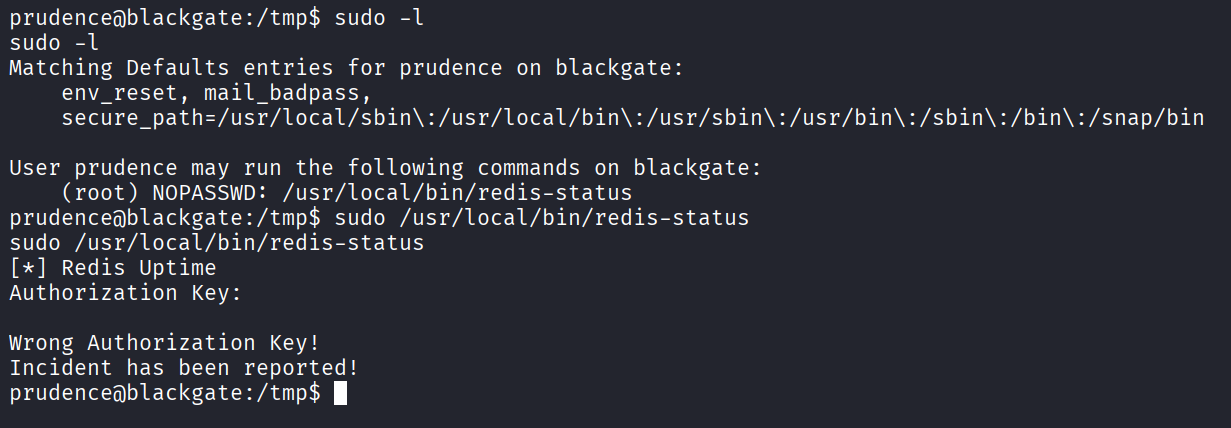 prudence@blackgate:/tmp$ sudo -l
sudo -l
Matching Defaults entries for prudence on blackgate:
    env_reset, mail_badpass,
    secure_path=/usr/local/sbin\:/usr/local/bin\:/usr/sbin\:/usr/bin\:/sbin\:/bin\:/snap/bin

User prudence may run the following commands on blackgate:
    (root) NOPASSWD: /usr/local/bin/redis-status
prudence@blackgate:/tmp$ sudo /usr/local/bin/redis-status
sudo /usr/local/bin/redis-status
[*] Redis Uptime
Authorization Key:

Wrong Authorization Key!
Incident has been reported!
prudence@blackgate:/tmp$